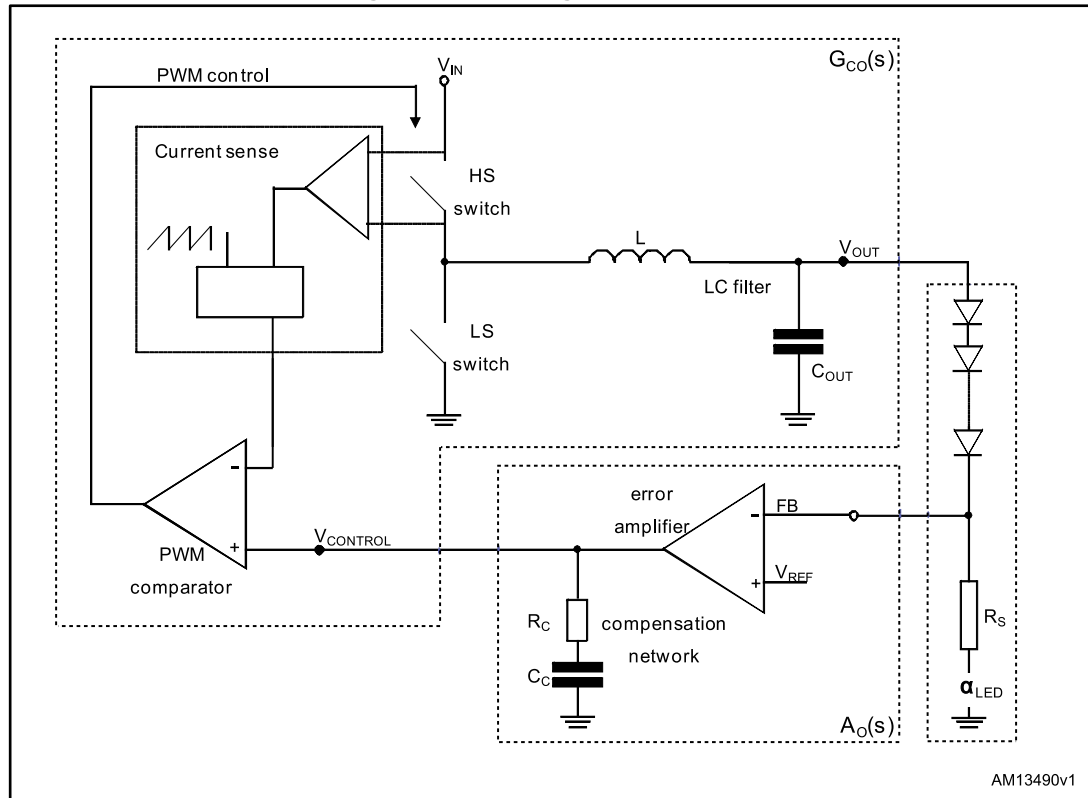 G_CO(s)
V_IN
PWM control
Current sense
HS
switch
L
V_OUT
LC filter
LS
switch
C_OUT
error
amplifier
-
FB
-
V_CONTROL
+
PWM
comparator
+
V_REF
R_C
compensation
network
C_C
R_S
α_LED
A_O(s)
AM13490v1